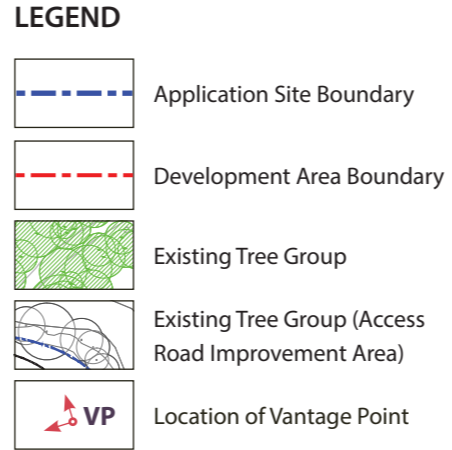 LEGEND
Application Site Boundary
Development Area Boundary
Existing Tree Group
Existing Tree Group (Access
Road Improvement Area)
VP Location of Vantage Point